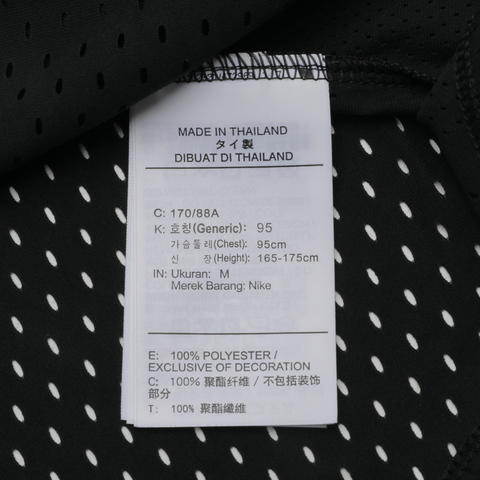 MADE IN THAILAND
タイ製
DIBUAT DI THAILAND
C: 170/88A
K: 호칭(Generic): 95
가슴둘레(Chest): 95cm
신 장(Height): 165-175cm
IN: Ukuran: M
Merek Barang: Nike
E: 100% POLYESTER /
EXCLUSIVE OF DECORATION
C: 100% 聚酯纤维 / 不包括装饰
部分
T: 100% 聚酯纖維